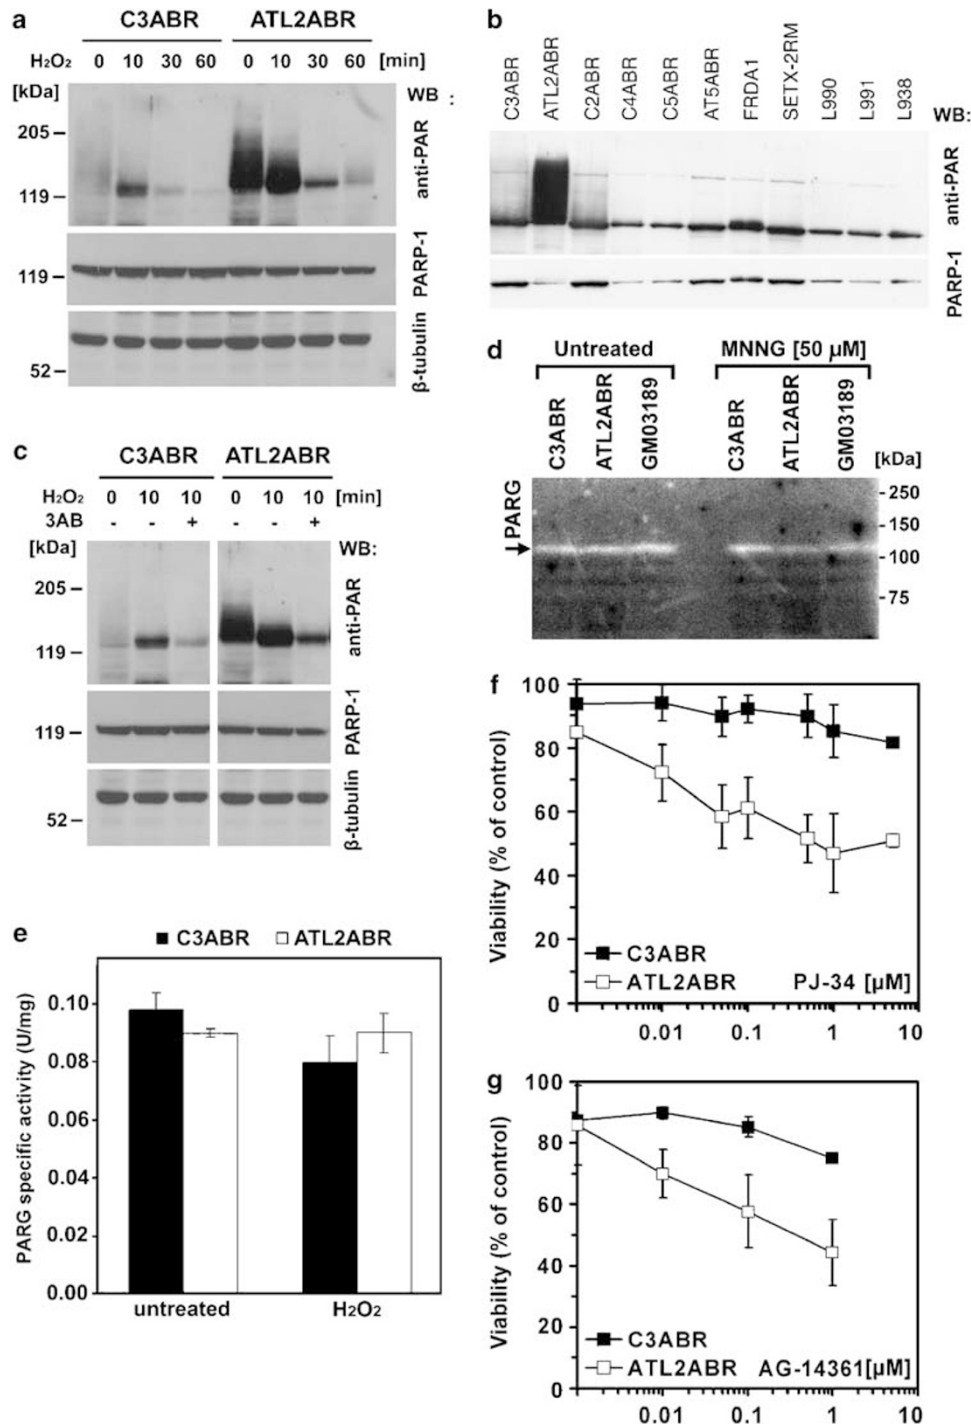 a
C3ABR ATL2ABR
H2O2 0 10 30 60 0 10 30 60 [min]
[kDa]
WB :
205
119
anti-PAR
119
PARP-1
52
β-tubulin
b
C3ABR ATL2ABR C2ABR C4ABR C5ABR AT5ABR FRDA1 SETX-2RM L990 L991 L938
WB:
anti-PAR
PARP-1
c
C3ABR ATL2ABR
H2O2 0 10 10 0 10 10 [min]
3AB - - + - - +
[kDa]
WB:
205
119
anti-PAR
119
PARP-1
52
β-tubulin
d
Untreated MNNG [50 µM]
C3ABR ATL2ABR GM03189 C3ABR ATL2ABR GM03189
[kDa]
PARG
250
150
100
75
e
C3ABR ATL2ABR
PARG specific activity (U/mg)
0.10
0.08
0.06
0.04
0.02
0.00
untreated H2O2
f
Viability (% of control)
100
80
60
40
20
0
C3ABR
ATL2ABR PJ-34 [µM]
0.01 0.1 1 10
g
Viability (% of control)
100
80
60
40
20
0
C3ABR
ATL2ABR AG-14361[µM]
0.01 0.1 1 10